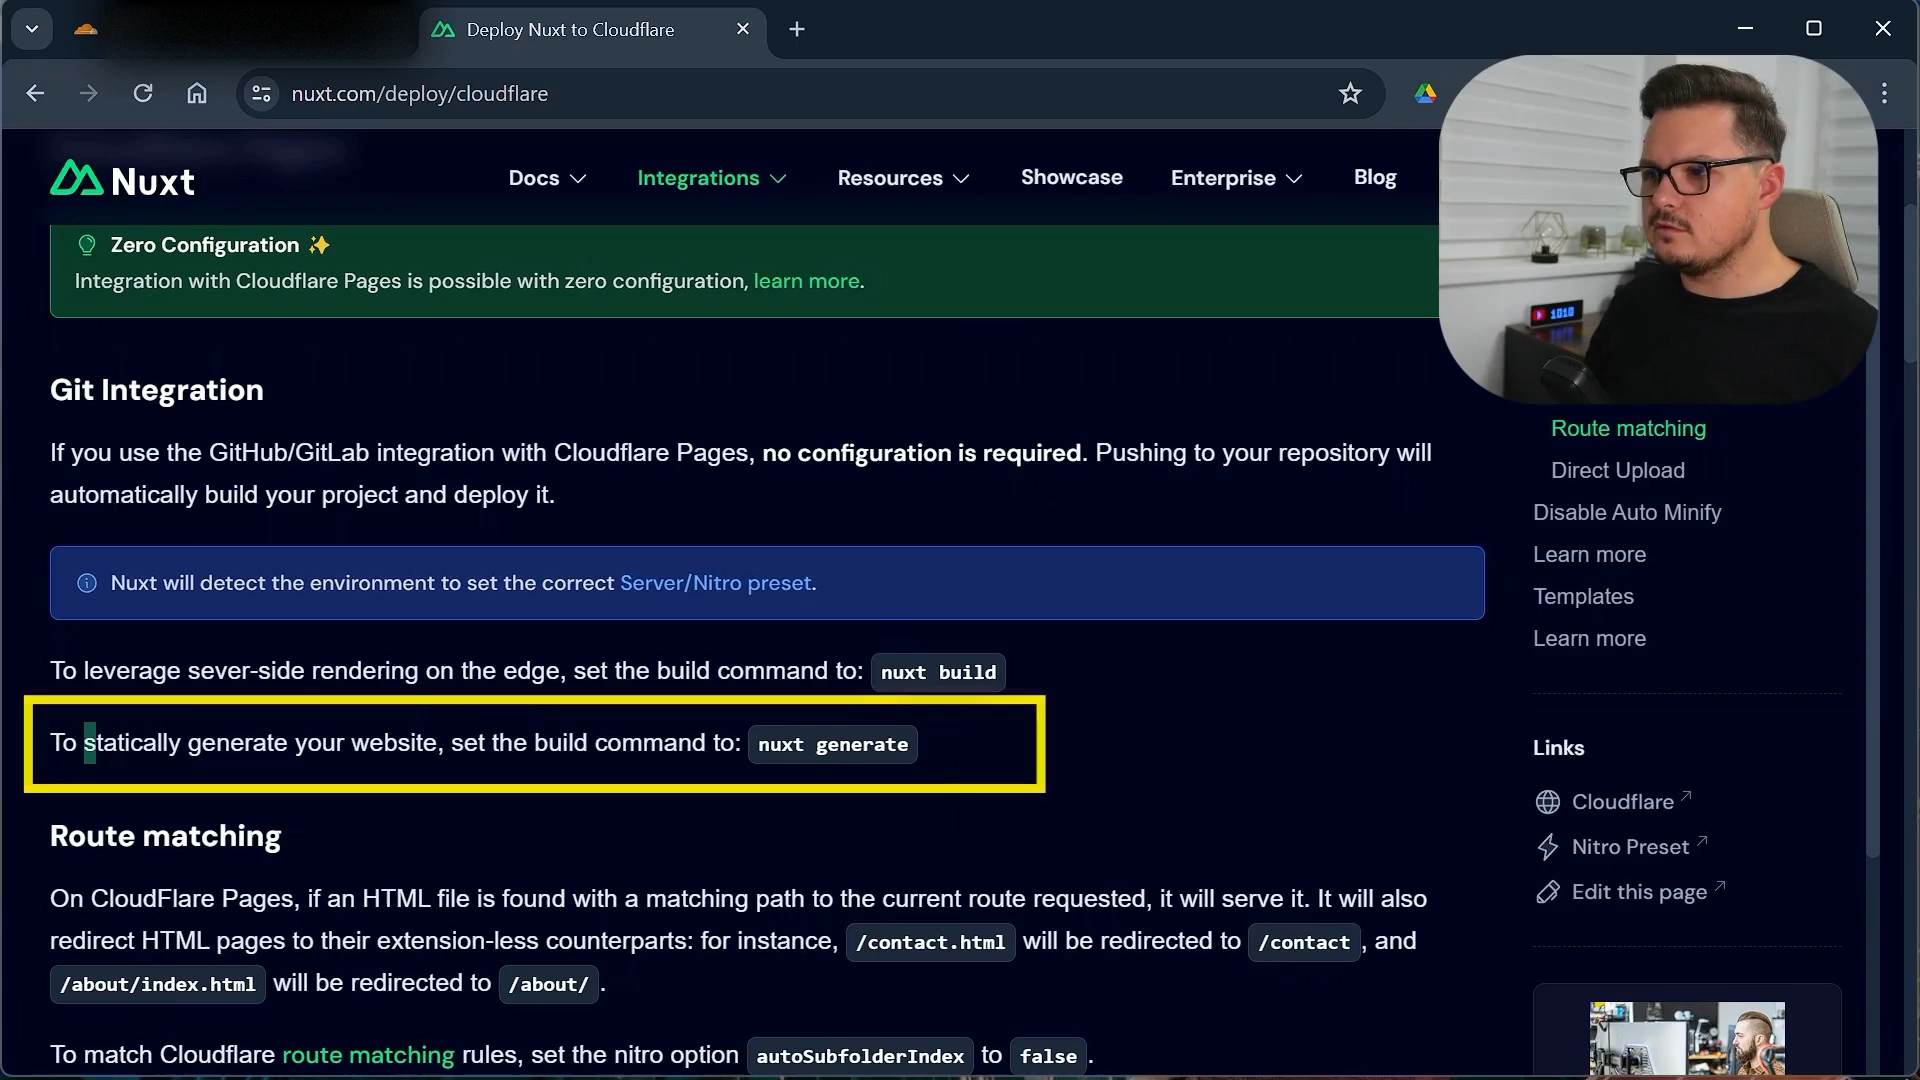 Deploy Nuxt to Cloudflare
nuxt.com/deploy/cloudflare
Nuxt
Docs
Integrations
Resources
Showcase
Enterprise
Blog
Zero Configuration ✨
Integration with Cloudflare Pages is possible with zero configuration, learn more.
1010
Git Integration
If you use the GitHub/GitLab integration with Cloudflare Pages, no configuration is required. Pushing to your repository will
automatically build your project and deploy it.
Nuxt will detect the environment to set the correct Server/Nitro preset.
To leverage sever-side rendering on the edge, set the build command to: nuxt build
To statically generate your website, set the build command to: nuxt generate
Route matching
On CloudFlare Pages, if an HTML file is found with a matching path to the current route requested, it will serve it. It will also
redirect HTML pages to their extension-less counterparts: for instance, /contact.html will be redirected to /contact, and
/about/index.html will be redirected to /about/.
To match Cloudflare route matching rules, set the nitro option autoSubfolderIndex to false.
Route matching
Direct Upload
Disable Auto Minify
Learn more
Templates
Learn more
Links
Cloudflare
Nitro Preset
Edit this page